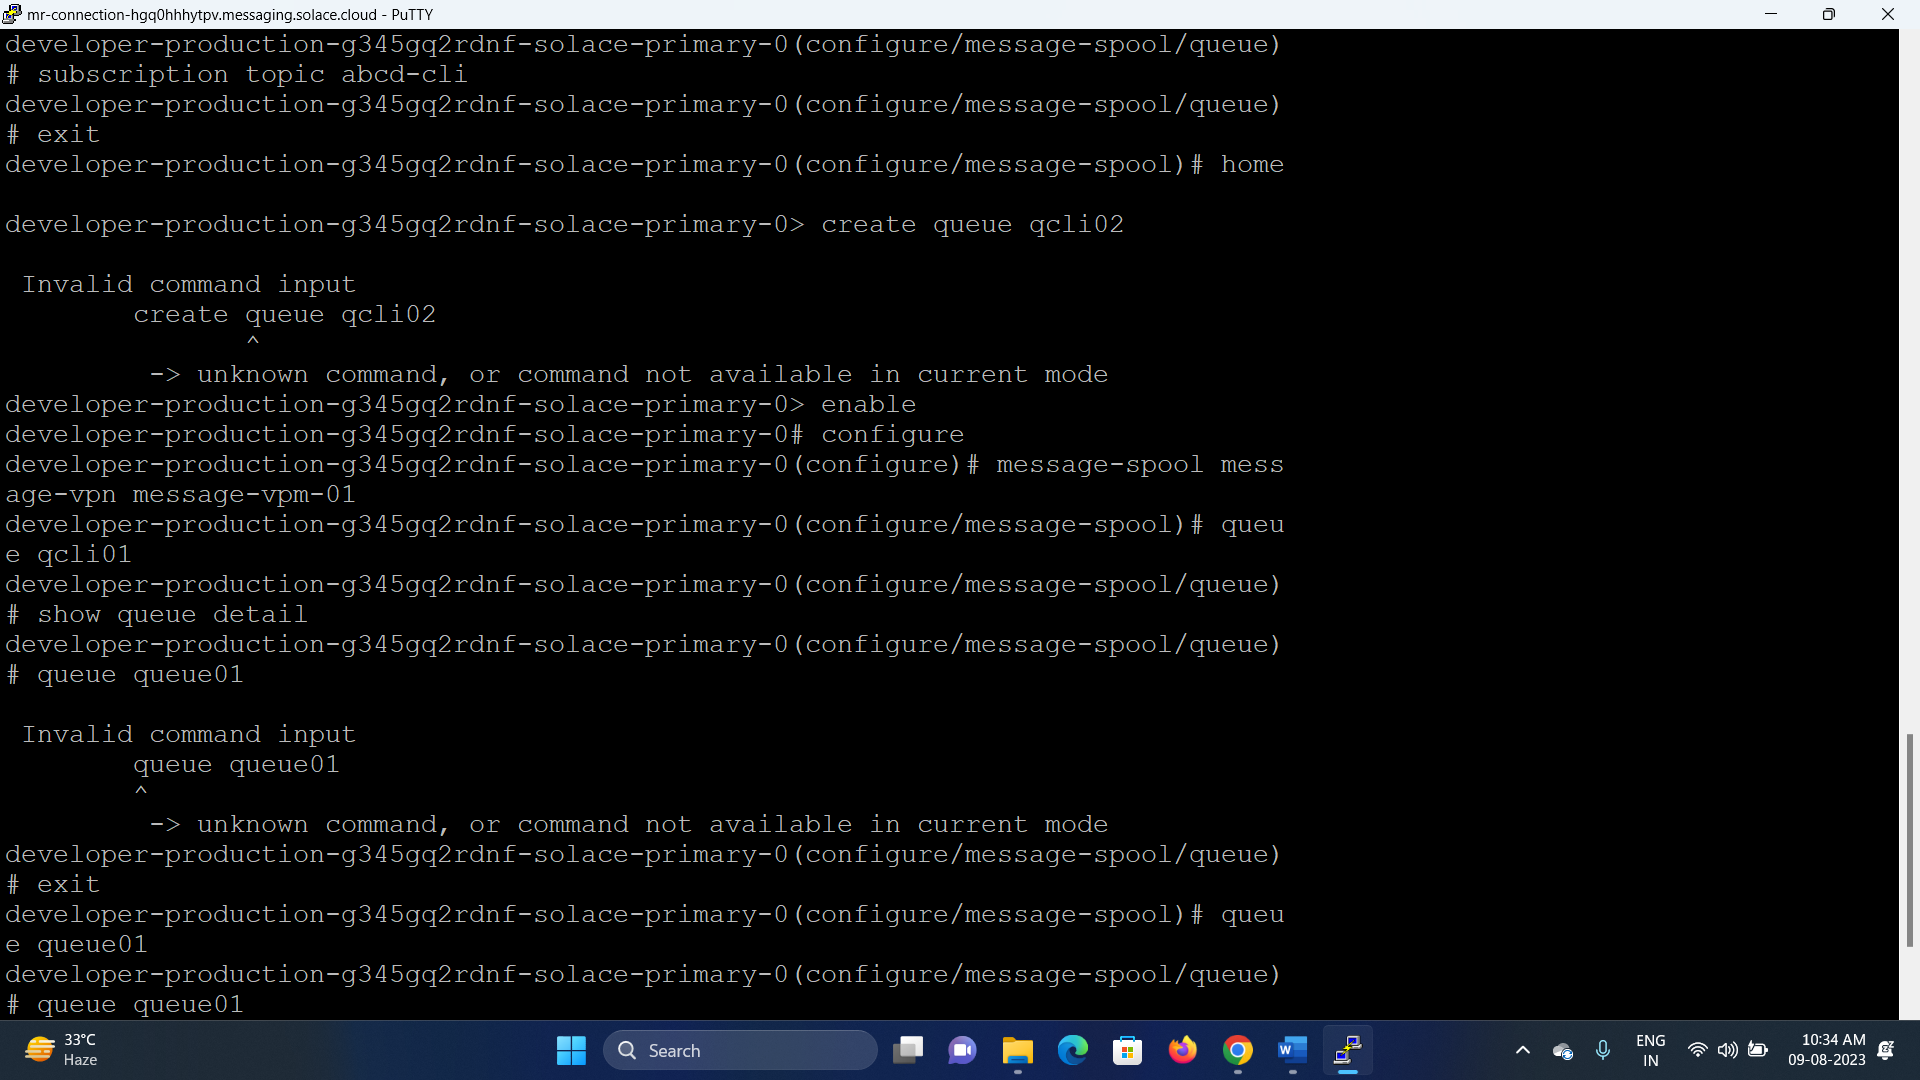 mr-connection-hgq0hhhytpv.messaging.solace.cloud - PuTTY
developer-production-g345gq2rdnf-solace-primary-0(configure/message-spool/queue)
# subscription topic abcd-cli
developer-production-g345gq2rdnf-solace-primary-0(configure/message-spool/queue)
# exit
developer-production-g345gq2rdnf-solace-primary-0(configure/message-spool)# home
developer-production-g345gq2rdnf-solace-primary-0> create queue qcli02
Invalid command input
create queue qcli02
^
-> unknown command, or command not available in current mode
developer-production-g345gq2rdnf-solace-primary-0> enable
developer-production-g345gq2rdnf-solace-primary-0# configure
developer-production-g345gq2rdnf-solace-primary-0(configure)# message-spool mess
age-vpn message-vpm-01
developer-production-g345gq2rdnf-solace-primary-0(configure/message-spool)# queu
e qcli01
developer-production-g345gq2rdnf-solace-primary-0(configure/message-spool/queue)
# show queue detail
developer-production-g345gq2rdnf-solace-primary-0(configure/message-spool/queue)
# queue queue01
Invalid command input
queue queue01
^
-> unknown command, or command not available in current mode
developer-production-g345gq2rdnf-solace-primary-0(configure/message-spool/queue)
# exit
developer-production-g345gq2rdnf-solace-primary-0(configure/message-spool)# queu
e queue01
developer-production-g345gq2rdnf-solace-primary-0(configure/message-spool/queue)
# queue queue01
33°C
Haze
Search
ENG
IN
10:34 AM
09-08-2023